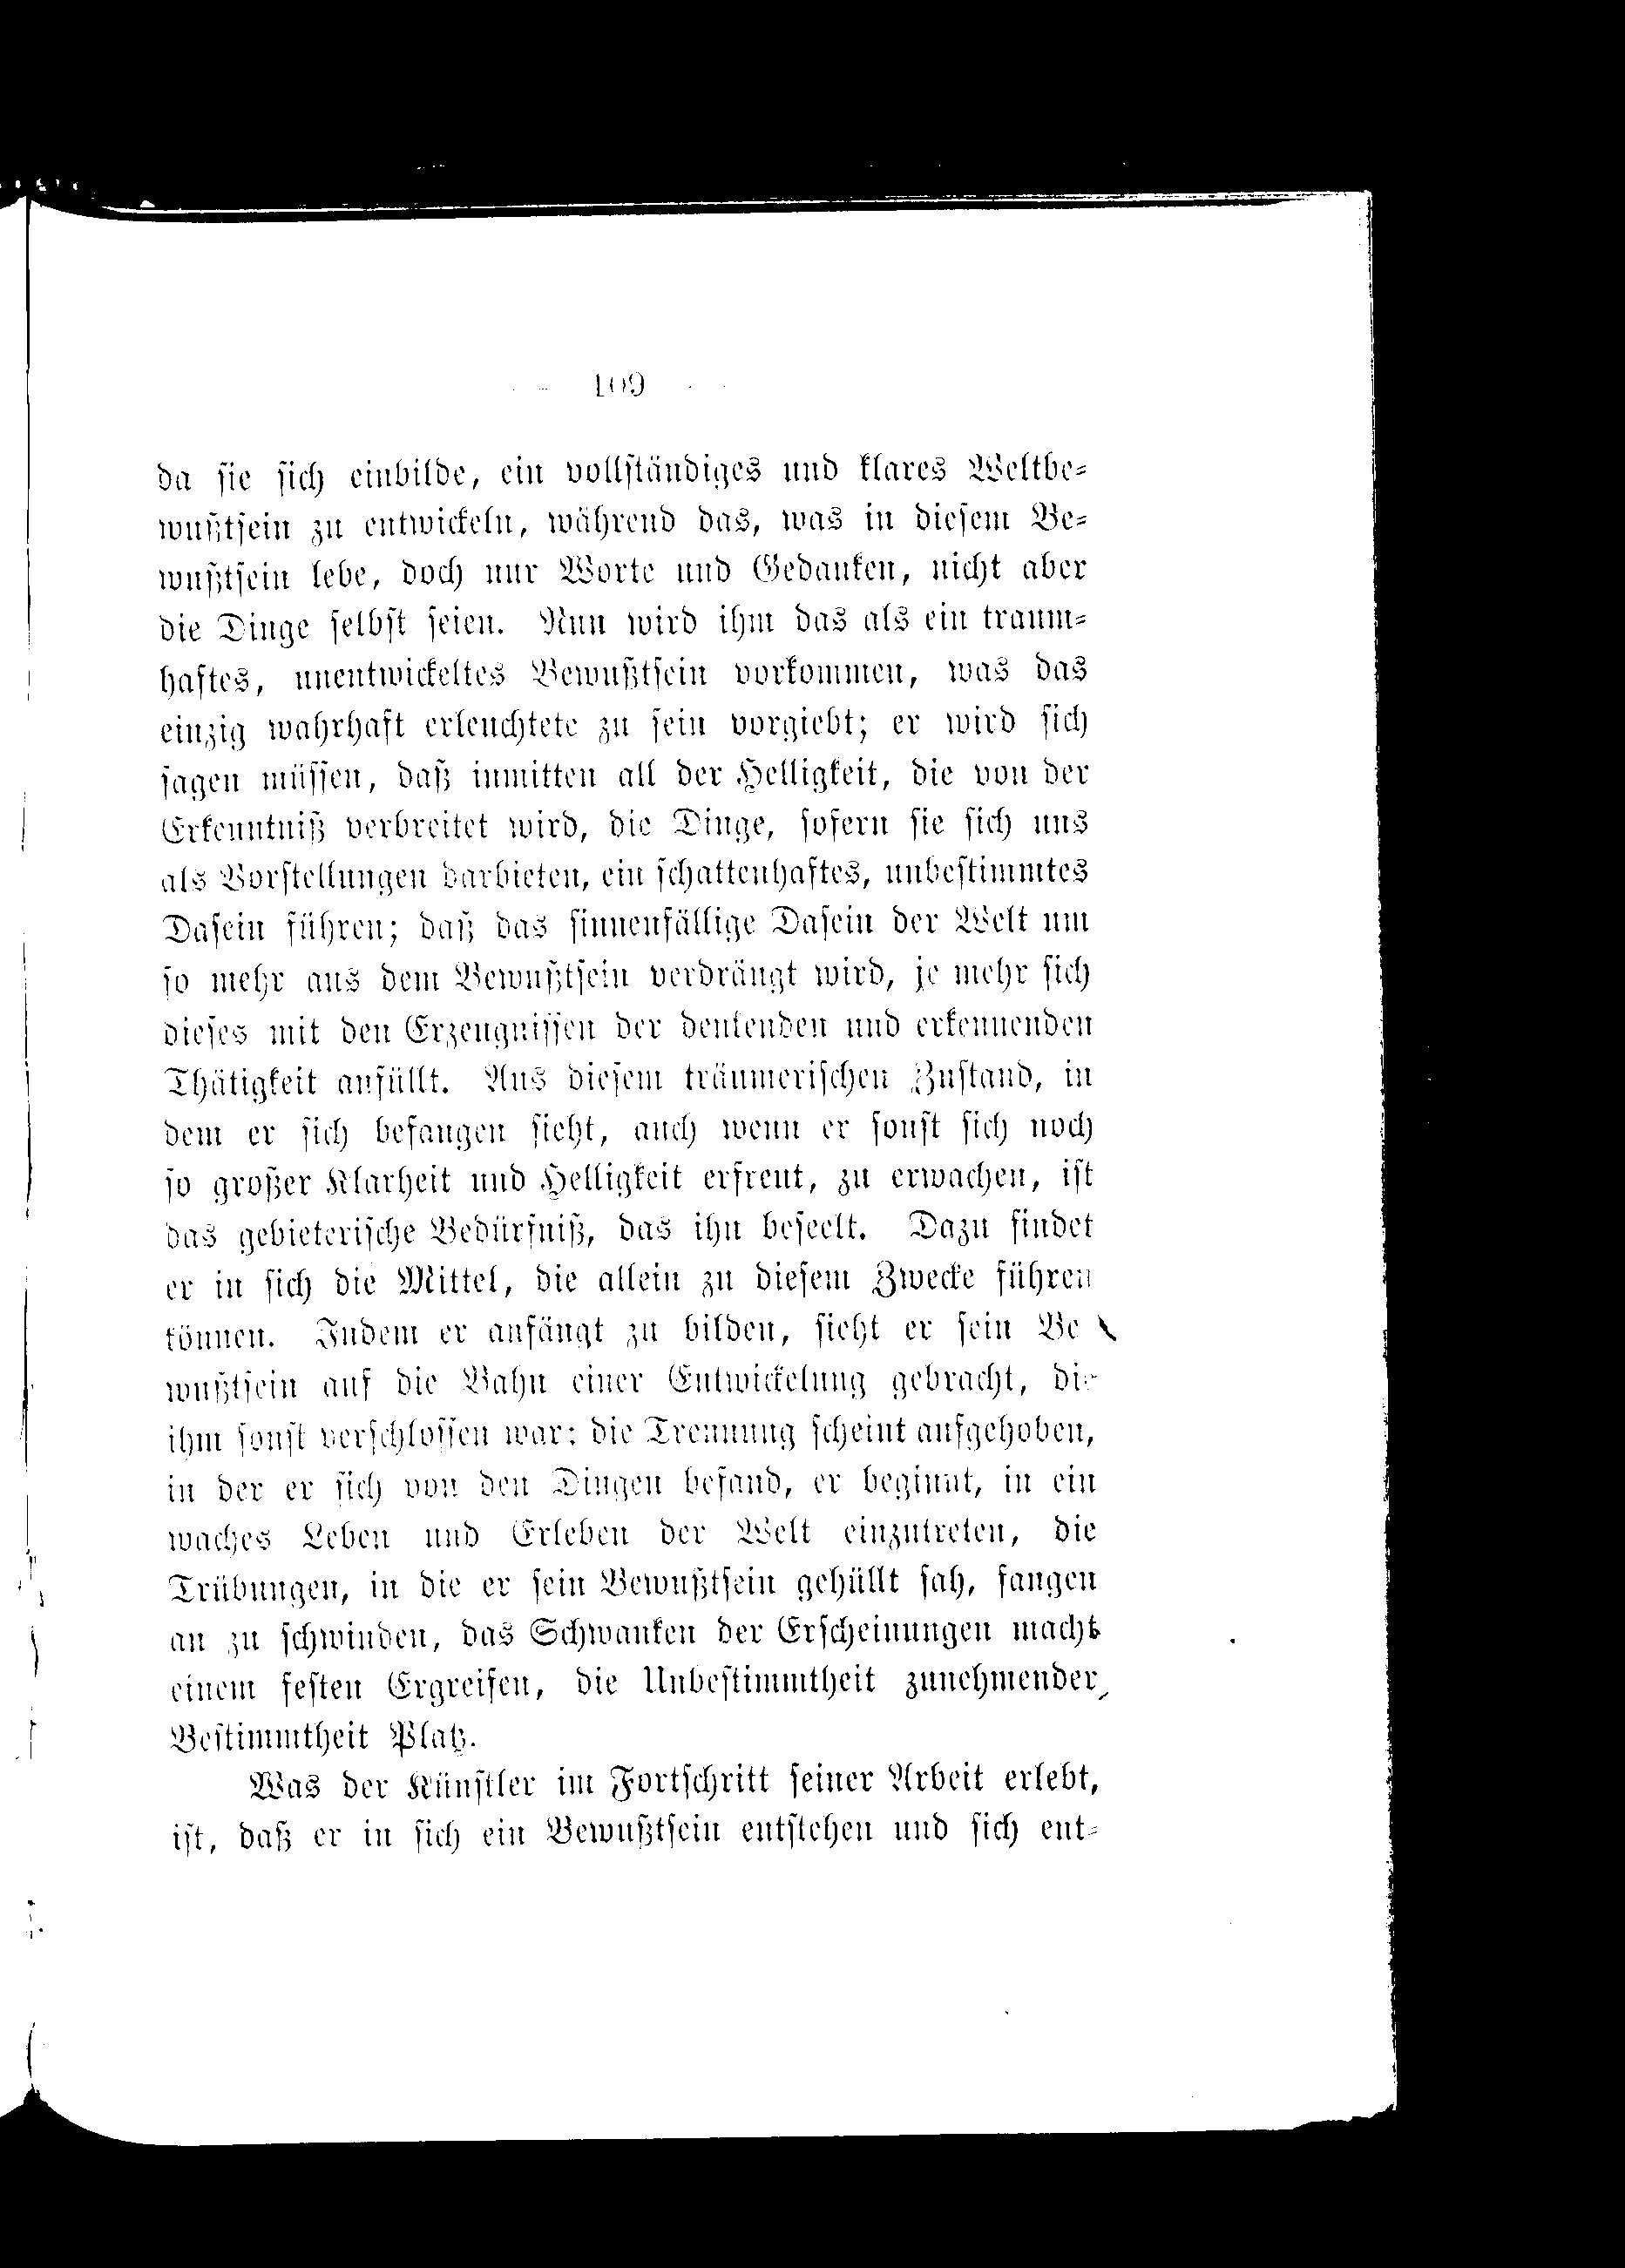 — 109 —
da sie sich einbilde, ein vollständiges und klares Weltbe-
wußtsein zu entwickeln, während das, was in diesem Be-
wußtsein lebe, doch nur Worte und Gedanken, nicht aber
die Dinge selbst seien. Nun wird ihm das als ein traum-
haftes, unentwickeltes Bewußtsein vorkommen, was das
einzig wahrhaft erleuchtete zu sein vorgiebt; er wird sich
sagen müssen, daß inmitten all der Helligkeit, die von der
Erkenntniß verbreitet wird, die Dinge, sofern sie sich uns
als Vorstellungen darbieten, ein schattenhaftes, unbestimmtes
Dasein führen; daß das sinnenfällige Dasein der Welt um
so mehr aus dem Bewußtsein verdrängt wird, je mehr sich
dieses mit den Erzeugnissen der denkenden und erkennenden
Thätigkeit anfüllt. Aus diesem träumerischen Zustand, in
dem er sich befangen sieht, auch wenn er sonst sich noch
so großer Klarheit und Helligkeit erfreut, zu erwachen, ist
das gebieterische Bedürfniß, das ihn beseelt. Dazu findet
er in sich die Mittel, die allein zu diesem Zwecke führen
können. Indem er anfängt zu bilden, sieht er sein Be
wußtsein auf die Bahn einer Entwickelung gebracht, die
ihm sonst verschlossen war: die Trennung scheint aufgehoben,
in der er sich von den Dingen befand, er beginnt, in ein
waches Leben und Erleben der Welt einzutreten, die
Trübungen, in die er sein Bewußtsein gehüllt sah, fangen
an zu schwinden, das Schwanken der Erscheinungen macht
einem festen Ergreifen, die Unbestimmtheit zunehmender
Bestimmtheit Platz.
Was der Künstler im Fortschritt seiner Arbeit erlebt,
ist, daß er in sich ein Bewußtsein entstehen und sich ent-